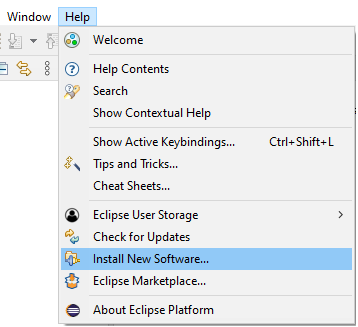 Window Help
Welcome
Help Contents
Search
Show Contextual Help
Show Active Keybindings... Ctrl+Shift+L
Tips and Tricks...
Cheat Sheets...
Eclipse User Storage
Check for Updates
Install New Software...
Eclipse Marketplace...
About Eclipse Platform